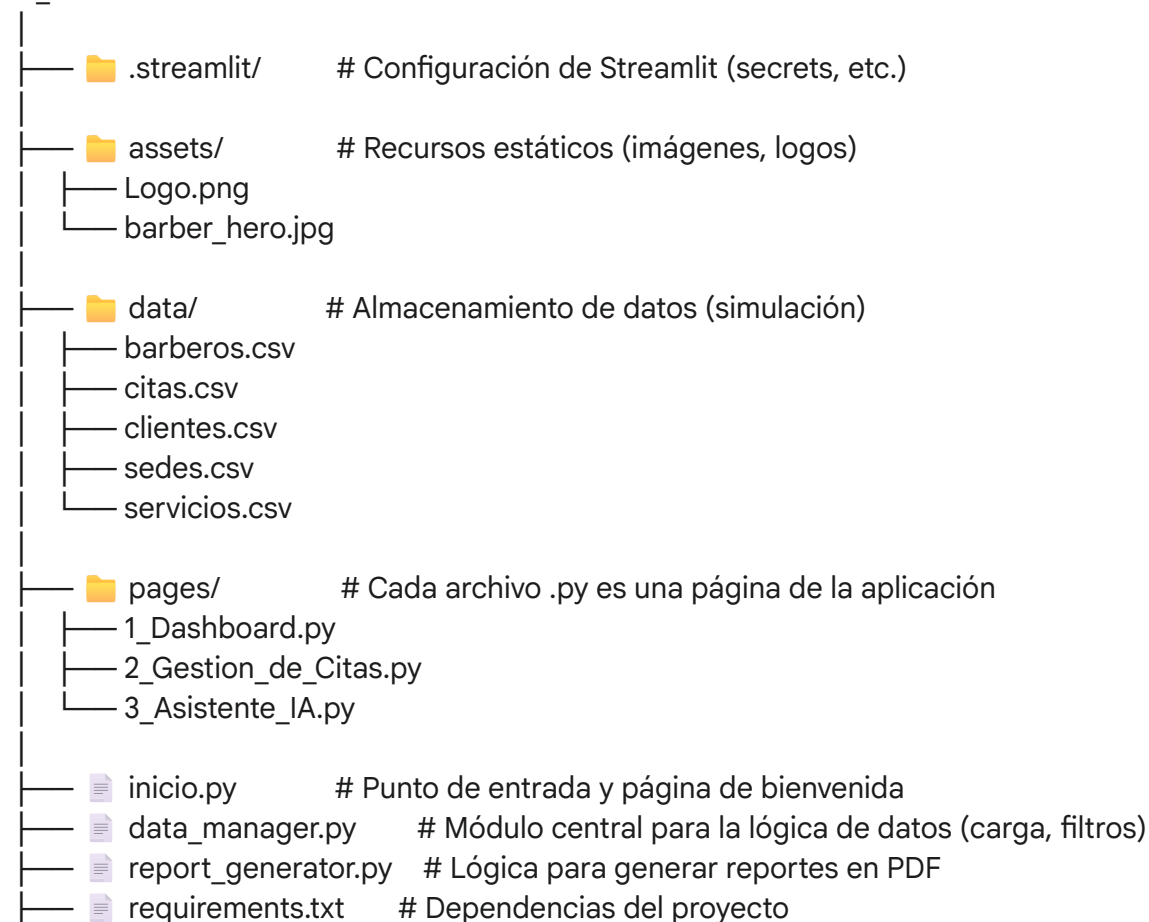 ├── 📁 .streamlit/ # Configuración de Streamlit (secrets, etc.)
│
├── 📁 assets/ # Recursos estáticos (imágenes, logos)
│ ├── Logo.png
│ └── barber_hero.jpg
│
├── 📁 data/ # Almacenamiento de datos (simulación)
│ ├── barberos.csv
│ ├── citas.csv
│ ├── clientes.csv
│ ├── sedes.csv
│ └── servicios.csv
│
├── 📁 pages/ # Cada archivo .py es una página de la aplicación
│ ├── 1_Dashboard.py
│ ├── 2_Gestion_de_Citas.py
│ └── 3_Asistente_IA.py
│
├── 📄 inicio.py # Punto de entrada y página de bienvenida
├── 📄 data_manager.py # Módulo central para la lógica de datos (carga, filtros)
├── 📄 report_generator.py # Lógica para generar reportes en PDF
├── 📄 requirements.txt # Dependencias del proyecto